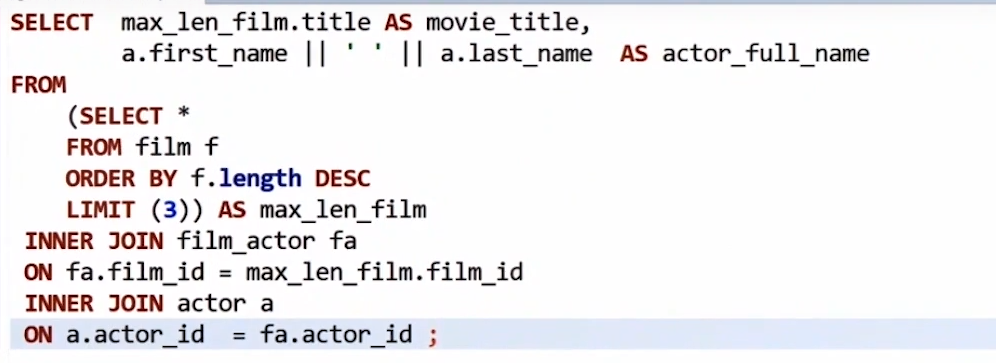 SELECT  max_len_film.title AS movie_title,
        a.first_name || ' ' || a.last_name  AS actor_full_name
FROM
    (SELECT *
    FROM film f
    ORDER BY f.length DESC
    LIMIT (3)) AS max_len_film
 INNER JOIN film_actor fa
 ON fa.film_id = max_len_film.film_id
 INNER JOIN actor a
 ON a.actor_id  = fa.actor_id ;